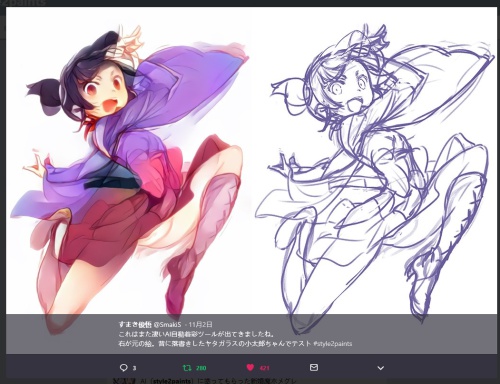 すまき俊悟 @SmakiS · 11月2日
これはまた凄いAI自動着彩ツールが出てきましたね。
右が元の絵。昔に落書きしたヤタガラスの小太郎ちゃんでテスト #style2paints
3 280 421